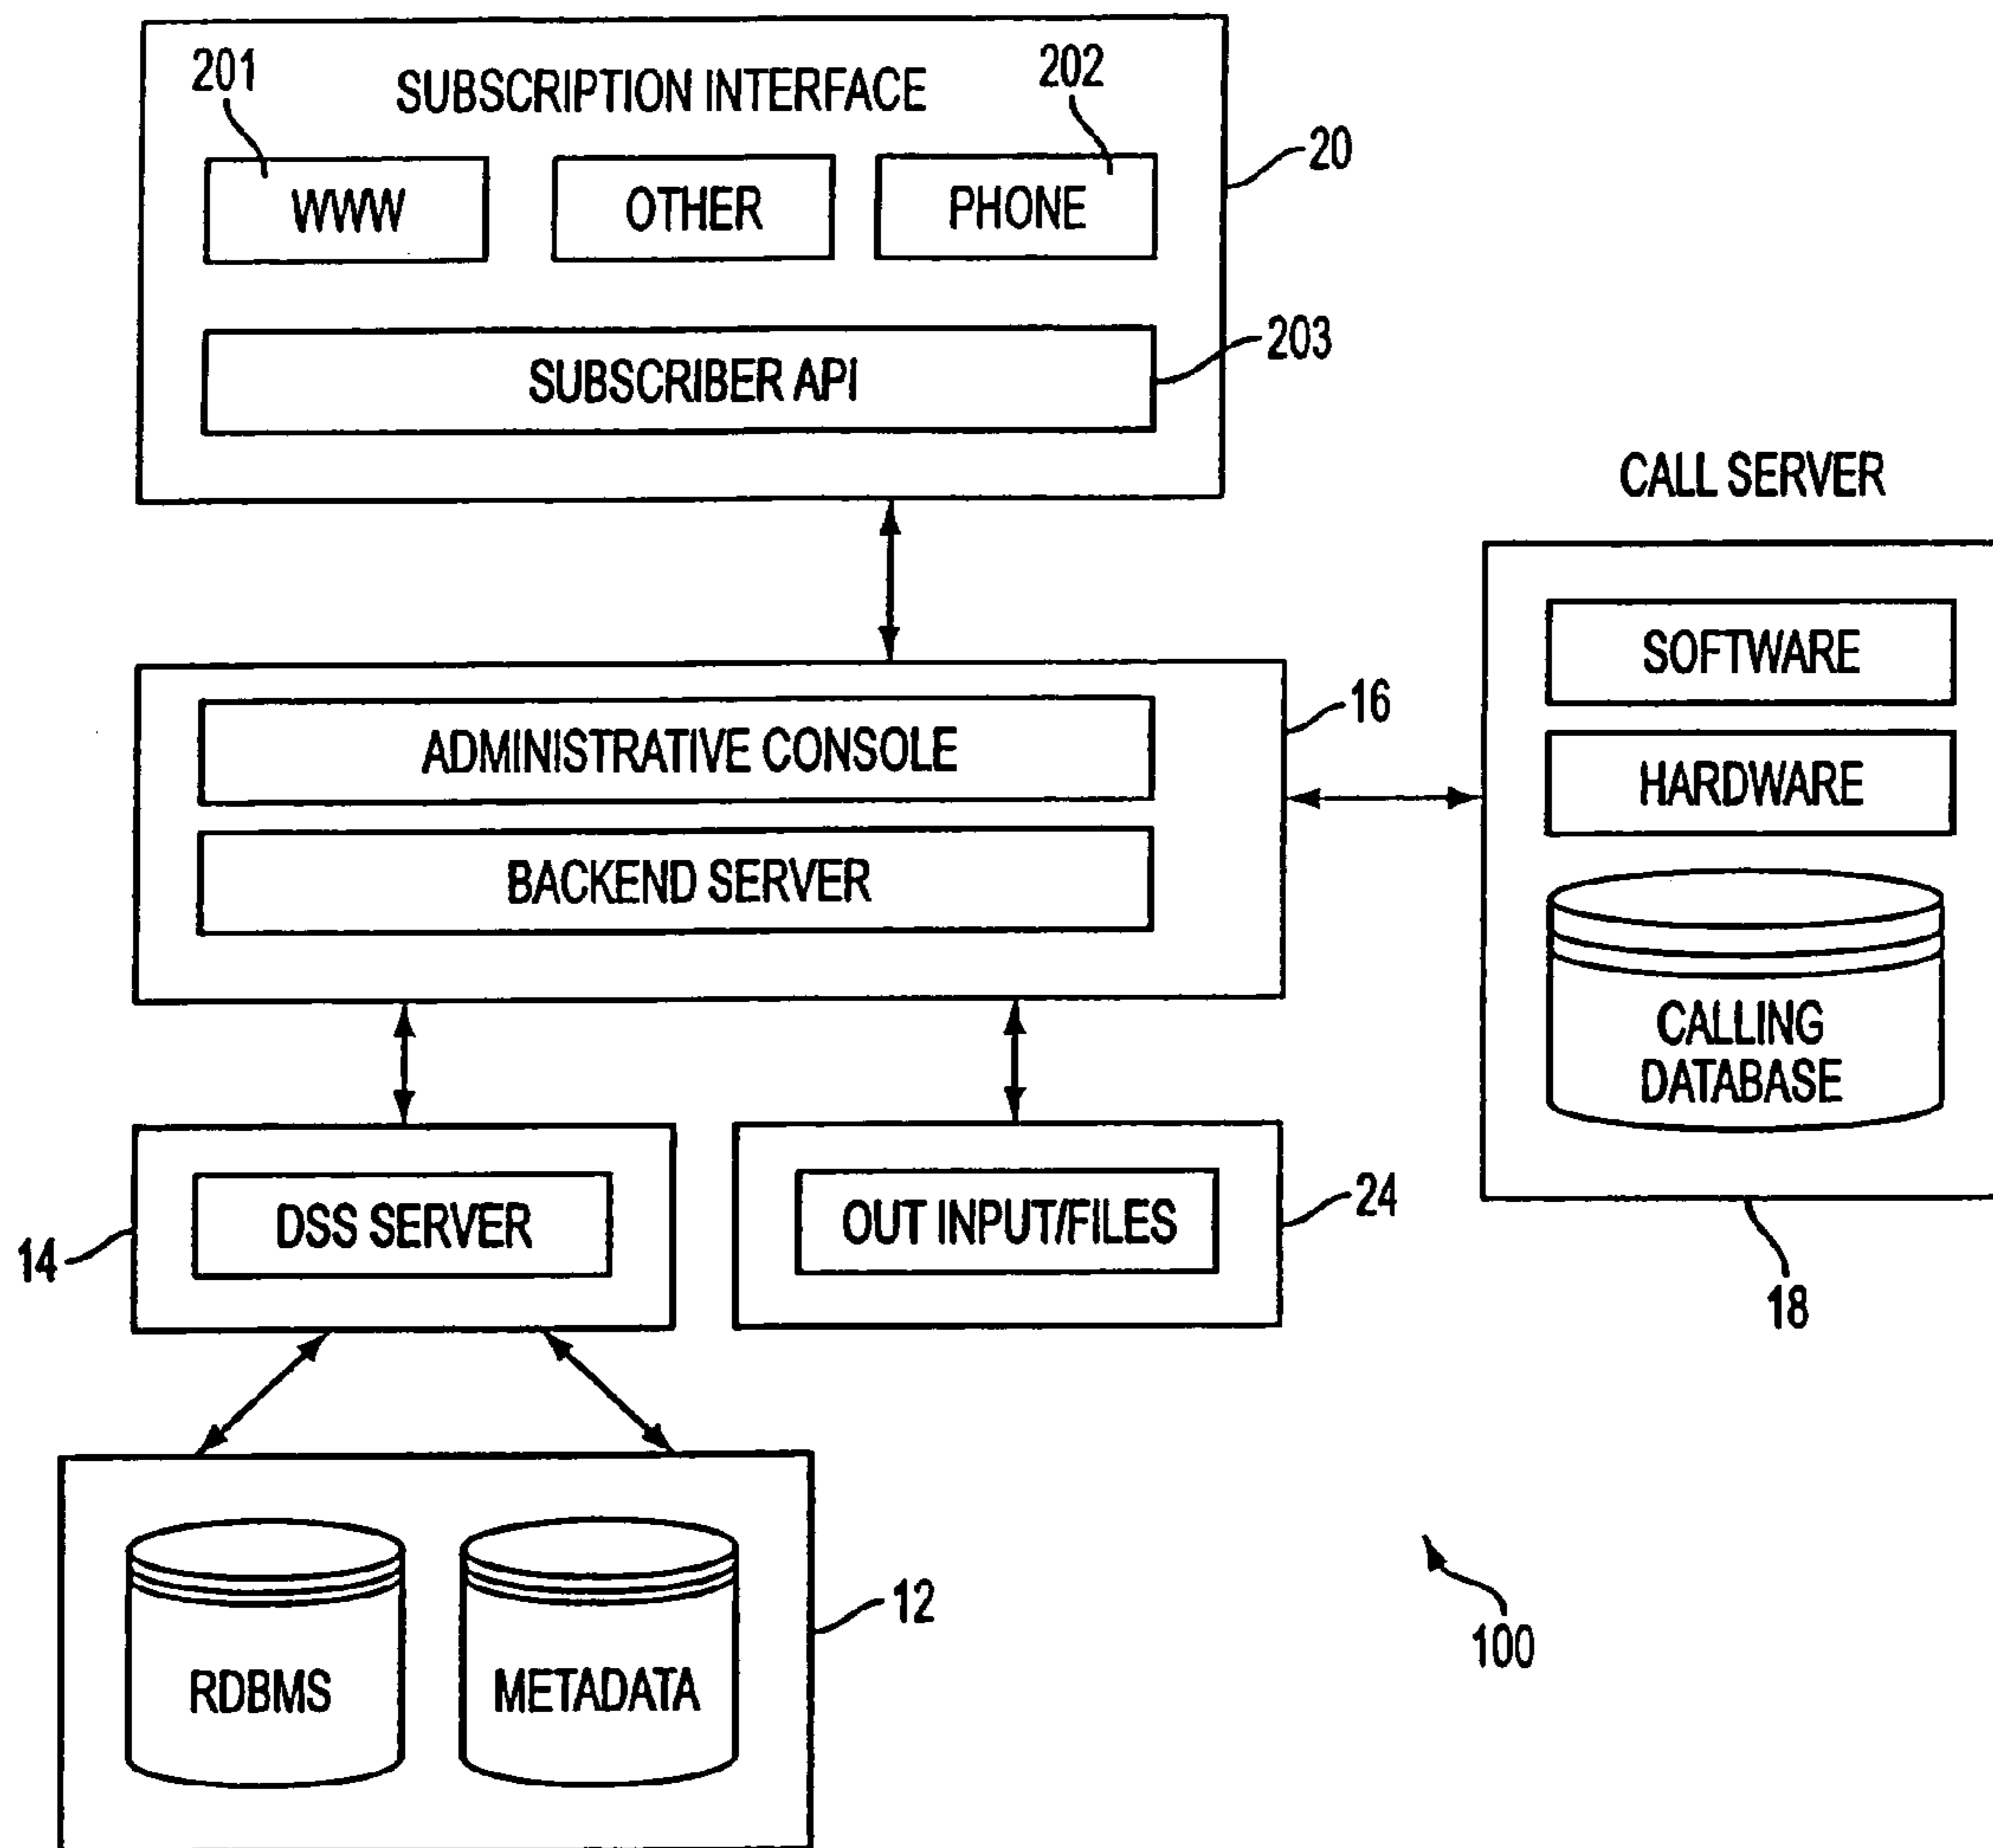 SUBSCRIPTION INTERFACE
201
202
20
WWW
OTHER
PHONE
SUBSCRIBER API
203
CALL SERVER
ADMINISTRATIVE CONSOLE
BACKEND SERVER
16
SOFTWARE
HARDWARE
CALLING
DATABASE
18
DSS SERVER
14
OUT INPUT/FILES
24
RDBMS
METADATA
12
100